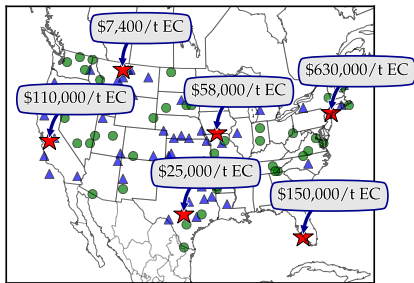 $7,400/t EC
$630,000/t EC
$110,000/t EC
$58,000/t EC
$25,000/t EC
$150,000/t EC